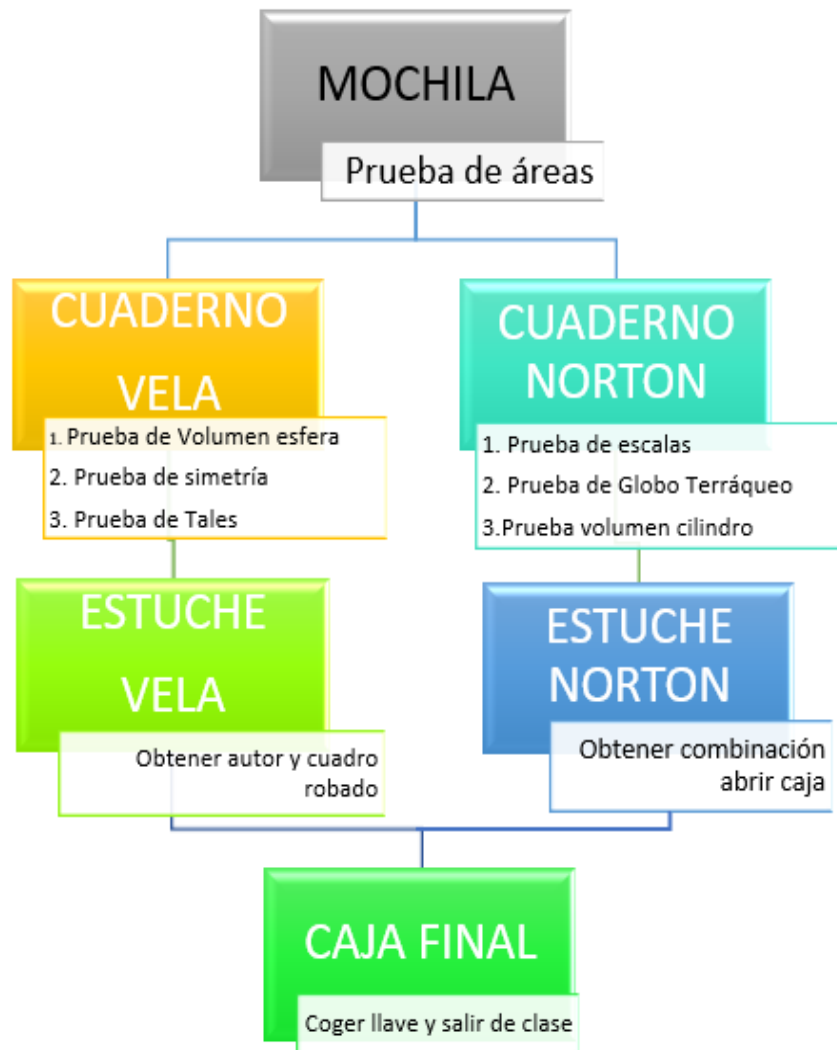 MOCHILA
Prueba de áreas
CUADERNO
VELA
1. Prueba de Volumen esfera
2. Prueba de simetría
3. Prueba de Tales
CUADERNO
NORTON
1. Prueba de escalas
2. Prueba de Globo Terráqueo
3.Prueba volumen cilindro
ESTUCHE
VELA
Obtener autor y cuadro
robado
ESTUCHE
NORTON
Obtener combinación
abrir caja
CAJA FINAL
Coger llave y salir de clase